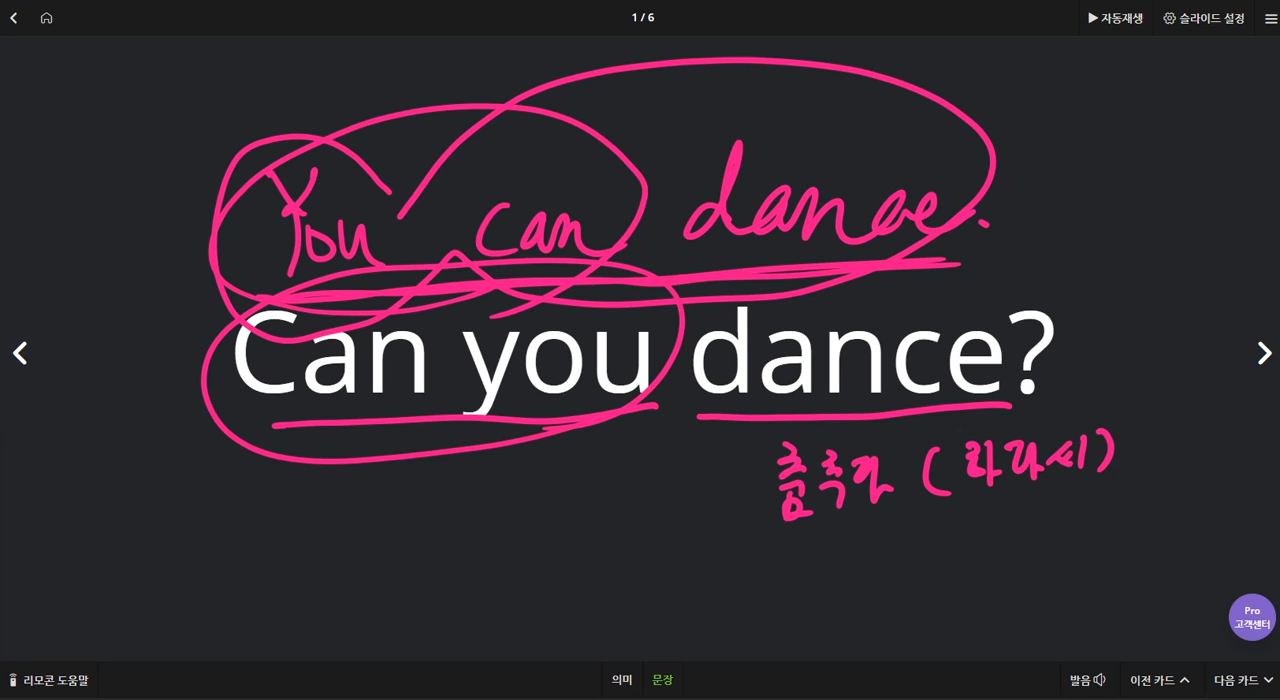 1 / 6
자동재생
슬라이드 설정
You can dance.
Can you dance?
춤추다 (하다씨)
Pro
고객센터
리모콘 도움말
의미
문장
발음
이전 카드
다음 카드